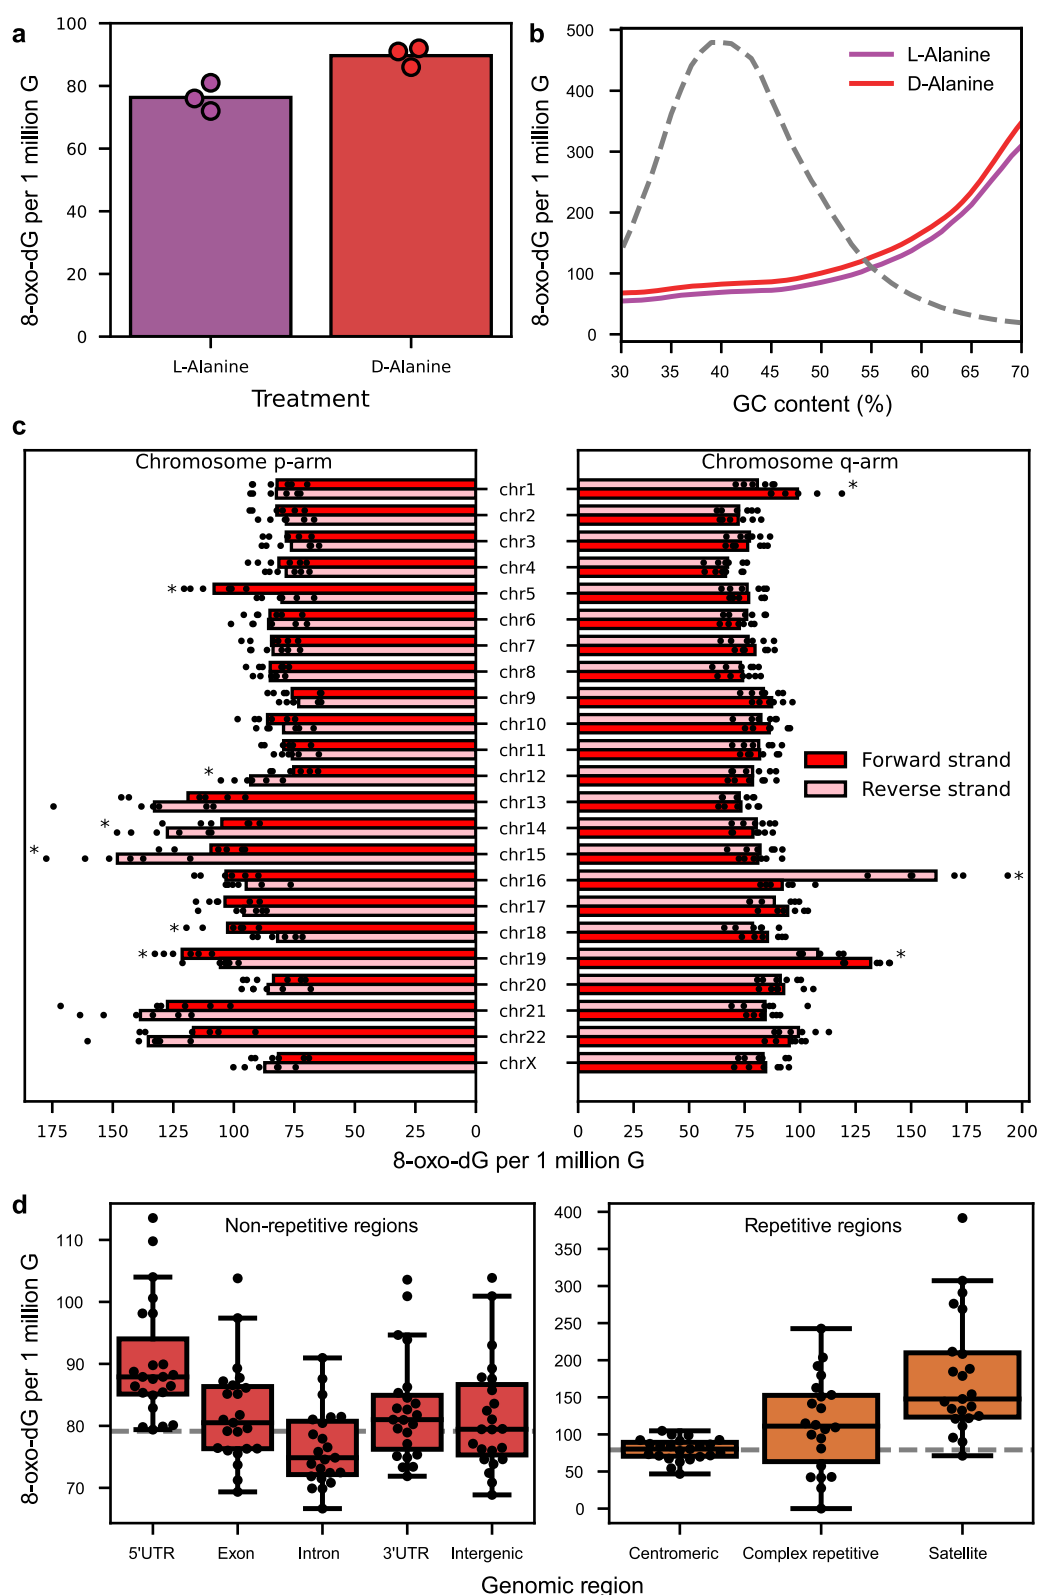 a
100
80
60
40
20
0
8-oxo-dG per 1 million G
L-Alanine
D-Alanine
Treatment
b
500
400
300
200
100
0
8-oxo-dG per 1 million G
L-Alanine
D-Alanine
30 35 40 45 50 55 60 65 70
GC content (%)
c
Chromosome p-arm
Chromosome q-arm
chr1 *
chr2
chr3
chr4
* chr5
chr6
chr7
chr8
chr9
chr10
chr11
* chr12
chr13
* chr14
* chr15
chr16 *
chr17
* chr18
* chr19 *
chr20
chr21
chr22
chrX
Forward strand
Reverse strand
175 150 125 100 75 50 25 0
0 25 50 75 100 125 150 175 200
8-oxo-dG per 1 million G
d
Non-repetitive regions
110
100
90
80
70
8-oxo-dG per 1 million G
5'UTR Exon Intron 3'UTR Intergenic
Repetitive regions
400
350
300
250
200
150
100
50
0
Centromeric Complex repetitive Satellite
Genomic region